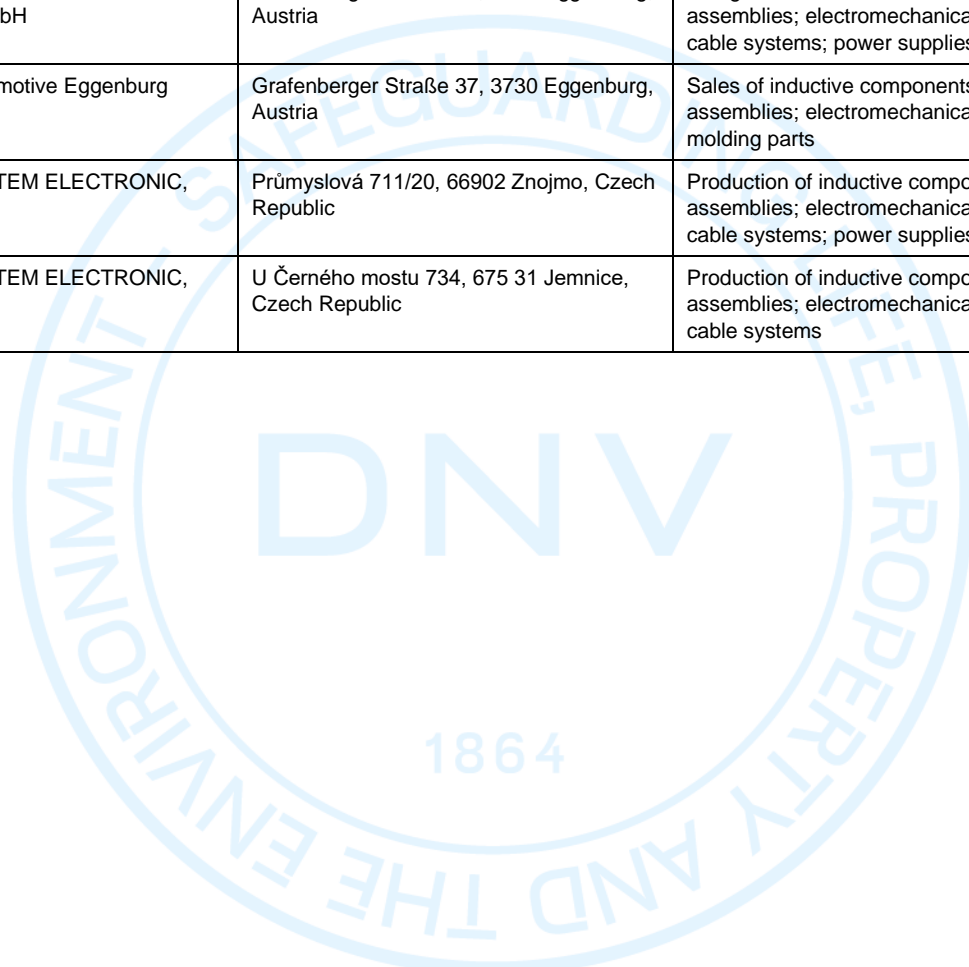 bH
Austria
assemblies; electromechanica
cable systems; power supplies
motive Eggenburg
Grafenberger Straße 37, 3730 Eggenburg,
Austria
Sales of inductive components
assemblies; electromechanica
molding parts
TEM ELECTRONIC,
Průmyslová 711/20, 66902 Znojmo, Czech
Republic
Production of inductive compo
assemblies; electromechanica
cable systems; power supplies
TEM ELECTRONIC,
U Černého mostu 734, 675 31 Jemnice,
Czech Republic
Production of inductive compo
assemblies; electromechanica
cable systems
SAFEGUARDING LIFE, PROPERTY AND THE ENVIRONMENT –
DNV
1864